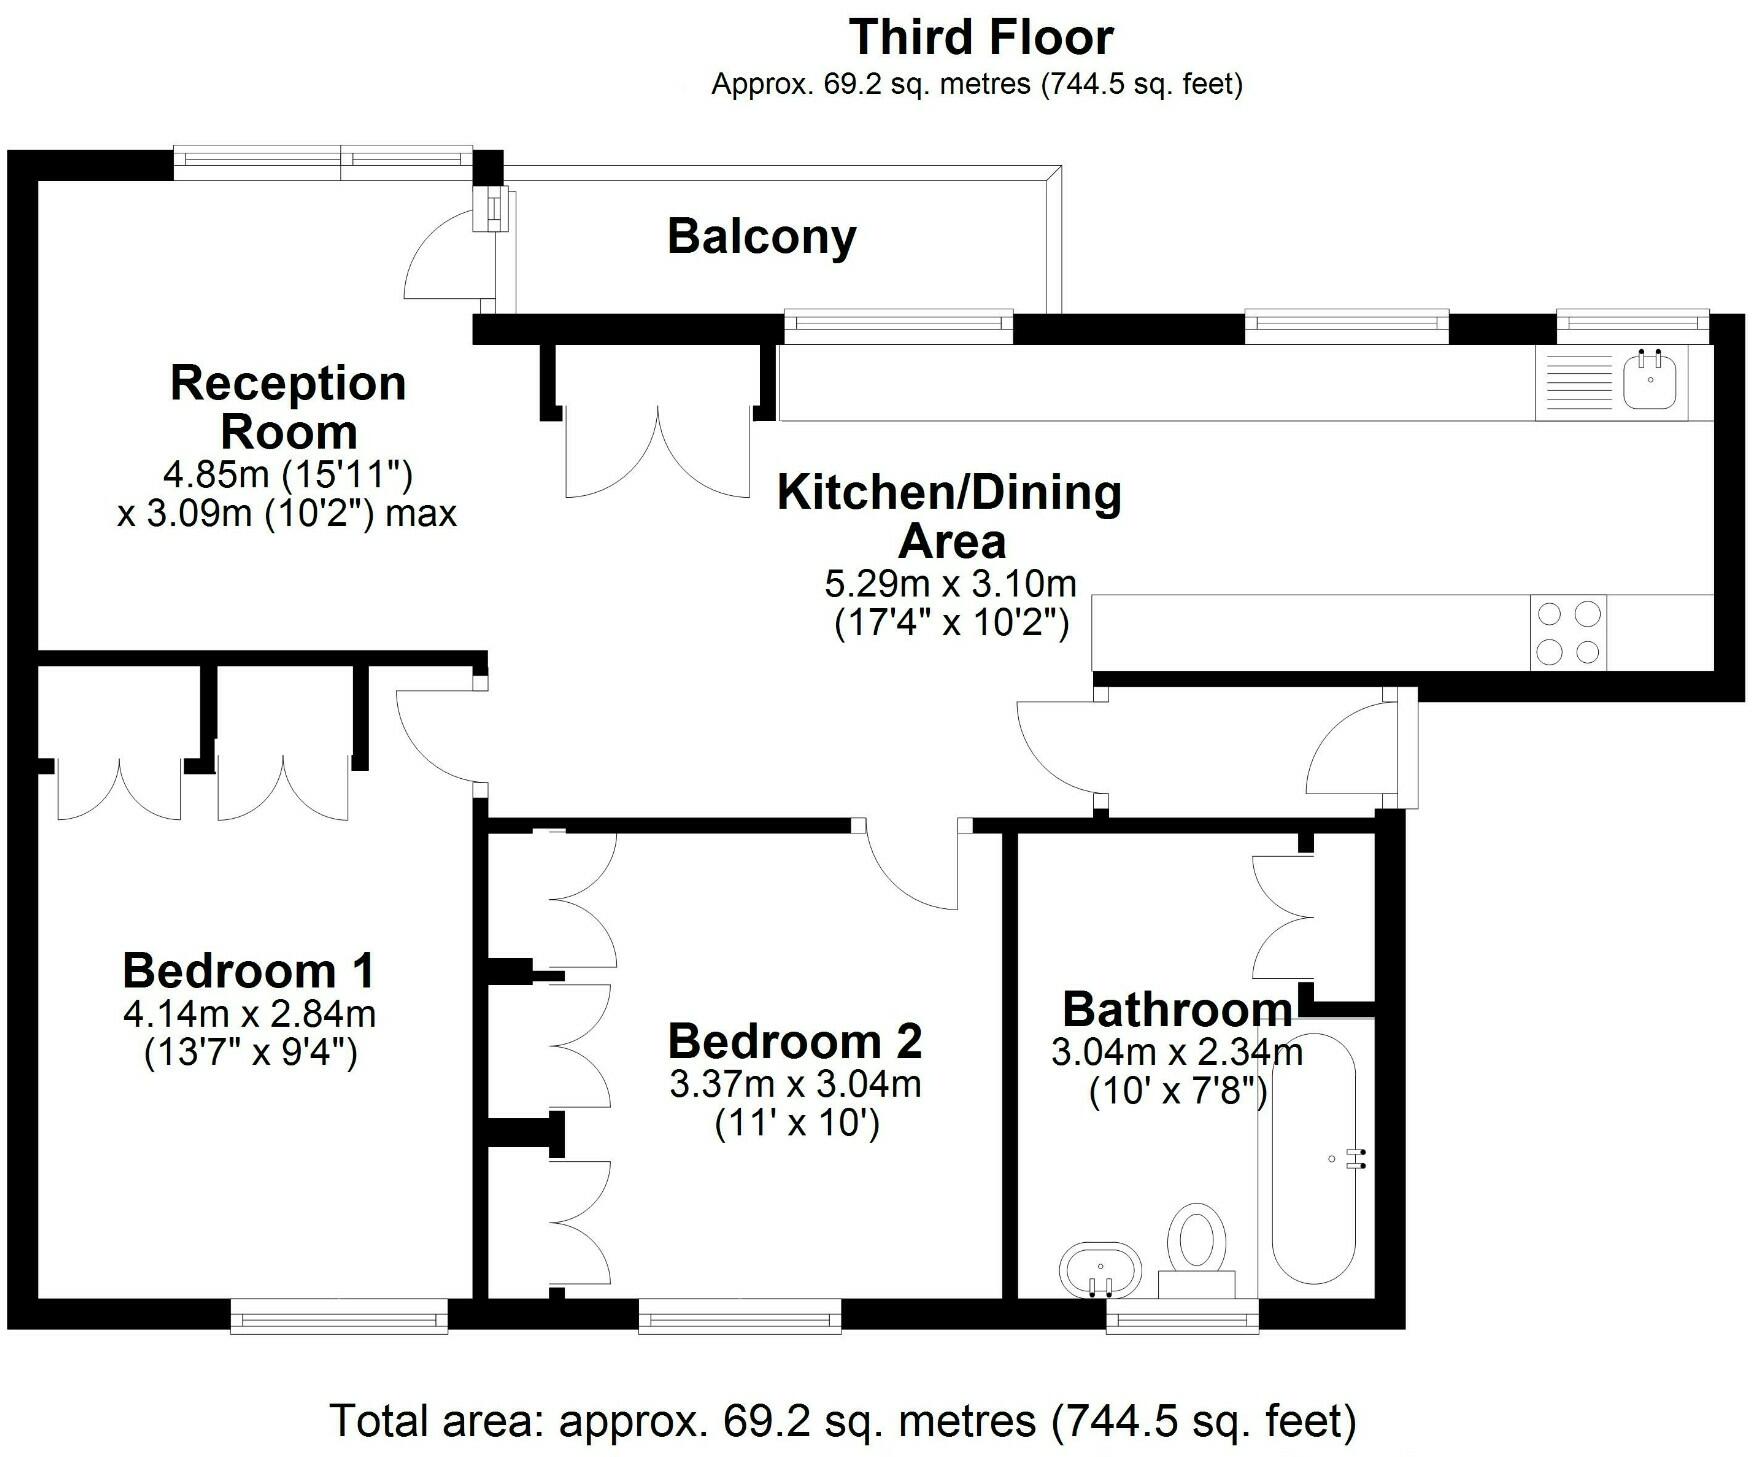 Third Floor
Approx. 69.2 sq. metres (744.5 sq. feet)
Balcony
Reception
Room
4.85m (15'11")
x 3.09m (10'2") max
Kitchen/Dining
Area
5.29m x 3.10m
(17'4" x 10'2")
Bedroom 1
4.14m x 2.84m
(13'7" x 9'4")
Bedroom 2
3.37m x 3.04m
(11' x 10')
Bathroom
3.04m x 2.34m
(10' x 7'8")
Total area: approx. 69.2 sq. metres (744.5 sq. feet)